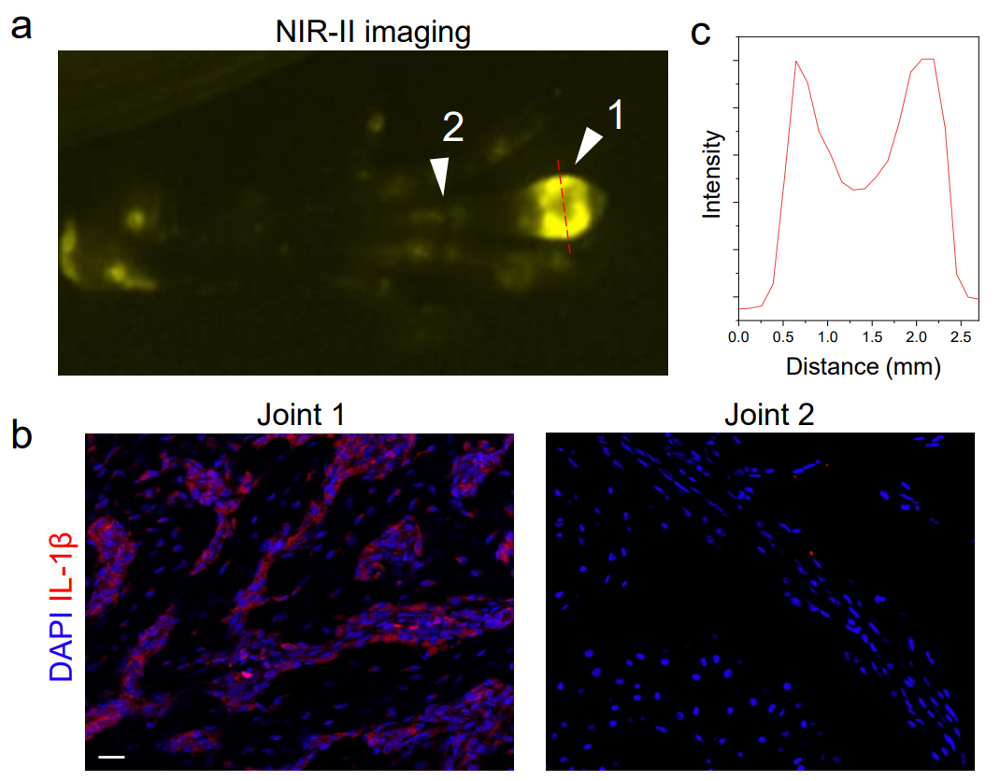 a
NIR-II imaging
2
1
c
Intensity
0.0 0.5 1.0 1.5 2.0 2.5
Distance (mm)
b
Joint 1
Joint 2
DAPI IL-1β